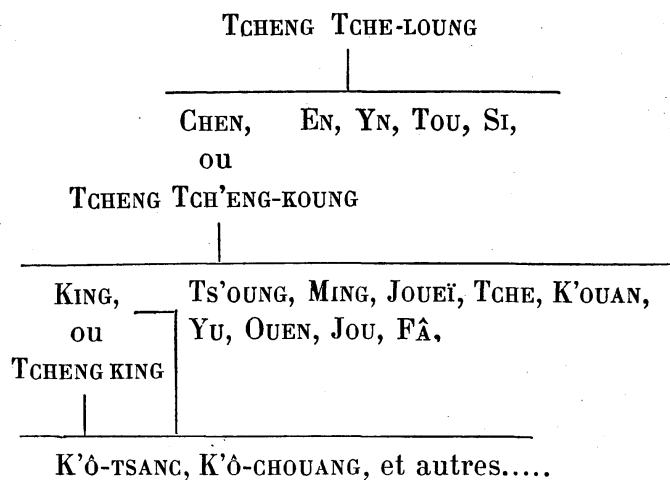 TCHENG TCHE-LOUNG
CHEN, EN, YN, TOU, SI,
ou
TCHENG TCH'ENG-KOUNG
KING, TS'OUNG, MING, JOUEÏ, TCHE, K'OUAN,
ou YU, OUEN, JOU, FÂ,
TCHENG KING
K'Ô-TSANC, K'Ô-CHOUANG, et autres.....